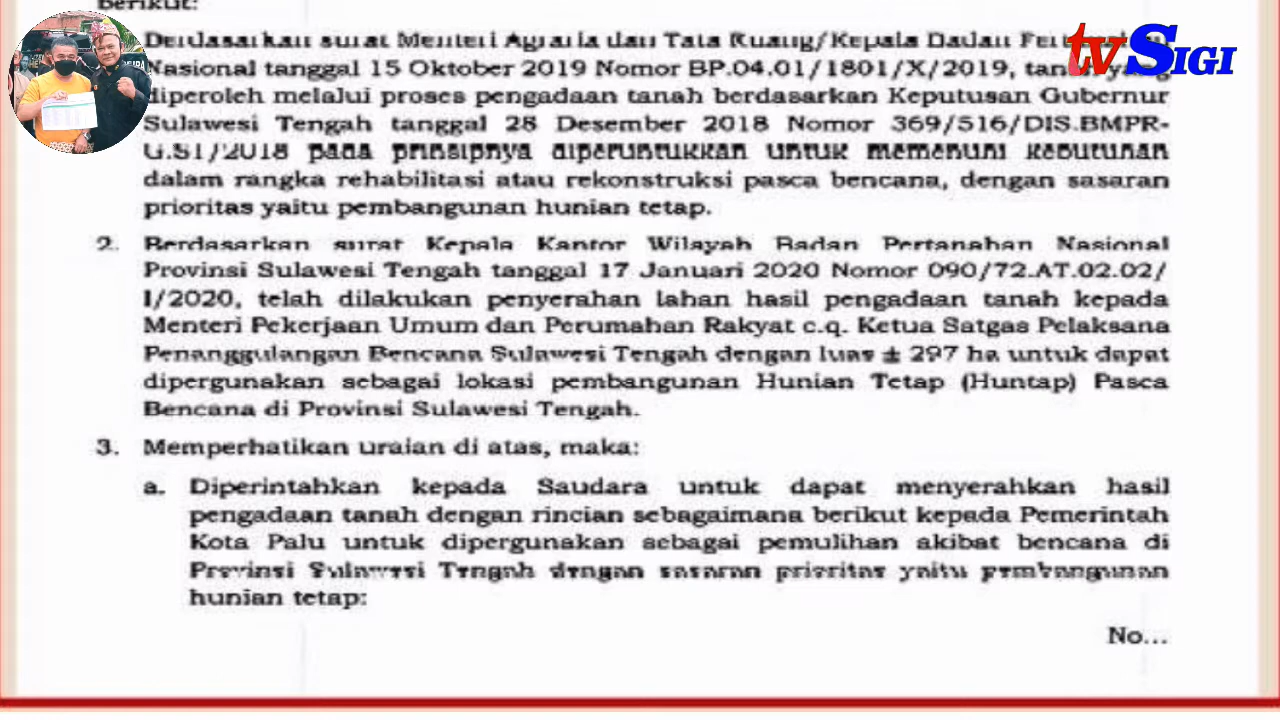 berikut:
tv SIGI
Berdasarkan surat Menteri Agraria dan Tata Ruang/Kepala Badan
Nasional tanggal 15 Oktober 2019 Nomor BP.04.01/1801/X/2019,
diperoleh melalui proses pengadaan tanah berdasarkan Keputusan Gubernur
Sulawesi Tengah tanggal 28 Desember 2018 Nomor 369/516/DIS.BMPR-
G.ST/2018 pada prinsipnya diperuntukkan untuk memenuhi kebutuhan
dalam rangka rehabilitasi atau rekonstruksi pasca bencana, dengan sasaran
prioritas yaitu pembangunan hunian tetap.
2. Berdasarkan surat Kepala Kantor Wilayah Badan Pertanahan Nasional
Provinsi Sulawesi Tengah tanggal 17 Januari 2020 Nomor 090/72.AT.02.02/
I/2020, telah dilakukan penyerahan lahan hasil pengadaan tanah kepada
Menteri Pekerjaan Umum dan Perumahan Rakyat c.q. Ketua Satgas Pelaksana
Penanggulangan Bencana Sulawesi Tengah dengan luas ± 297 ha untuk dapat
dipergunakan sebagai lokasi pembangunan Hunian Tetap (Huntap) Pasca
Bencana di Provinsi Sulawesi Tengah.
3. Memperhatikan uraian di atas, maka:
a. Diperintahkan kepada Saudara untuk dapat menyerahkan hasil
pengadaan tanah dengan rincian sebagaimana berikut kepada Pemerintah
Kota Palu untuk dipergunakan sebagai pemulihan akibat bencana di
Provinsi Sulawesi Tengah dengan sasaran prioritas yaitu pembangunan
hunian tetap:
No...